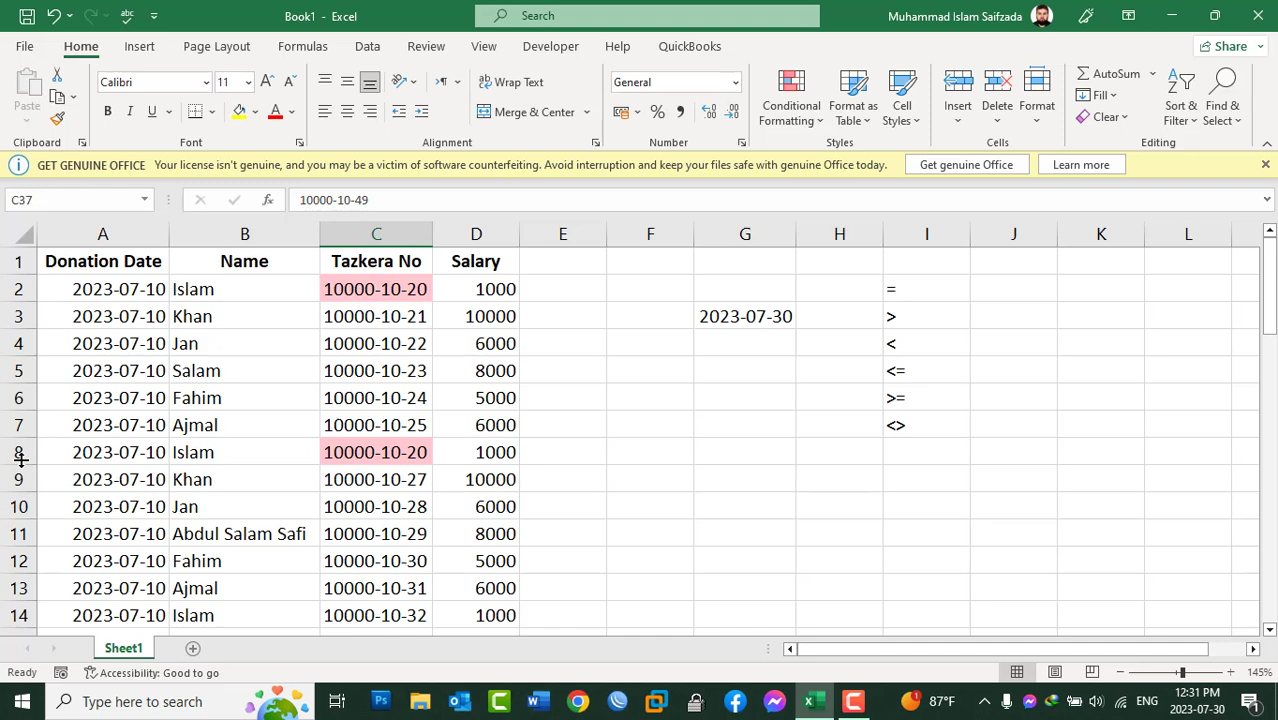 Book1 - Excel
Search
Muhammad Islam Saifzada
File Home Insert Page Layout Formulas Data Review View Developer Help QuickBooks Share
Paste
Calibri 11
Wrap Text
General
Merge & Center
Conditional Formatting
Format as Table
Cell Styles
Insert
Delete
Format
AutoSum
Fill
Clear
Sort & Filter
Find & Select
Clipboard Font Alignment Number Styles Cells Editing
GET GENUINE OFFICE Your license isn't genuine, and you may be a victim of software counterfeiting. Avoid interruption and keep your files safe with genuine Office today. Get genuine Office Learn more
C37 fx 10000-10-49
A B C D E F G H I J K L
1 Donation Date Name Tazkera No Salary
2 2023-07-10 Islam 10000-10-20 1000 =
3 2023-07-10 Khan 10000-10-21 10000 2023-07-30 >
4 2023-07-10 Jan 10000-10-22 6000 <
5 2023-07-10 Salam 10000-10-23 8000 <=
6 2023-07-10 Fahim 10000-10-24 5000 >=
7 2023-07-10 Ajmal 10000-10-25 6000 <>
8 2023-07-10 Islam 10000-10-20 1000
9 2023-07-10 Khan 10000-10-27 10000
10 2023-07-10 Jan 10000-10-28 6000
11 2023-07-10 Abdul Salam Safi 10000-10-29 8000
12 2023-07-10 Fahim 10000-10-30 5000
13 2023-07-10 Ajmal 10000-10-31 6000
14 2023-07-10 Islam 10000-10-32 1000
Sheet1
Ready Accessibility: Good to go 145%
Type here to search
87°F ENG 12:31 PM
2023-07-30